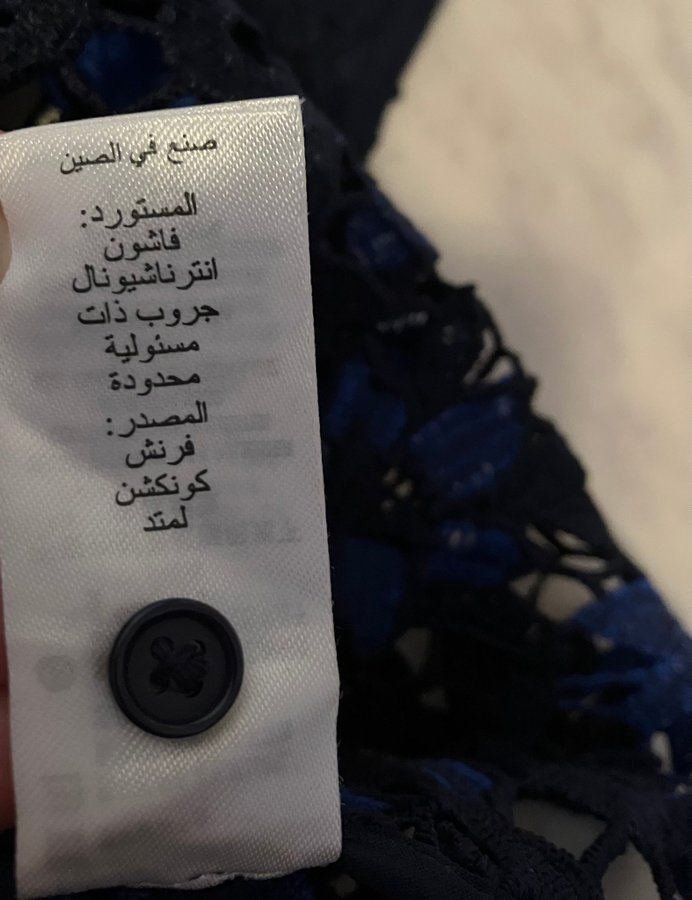 صنع في الصين
المستورد:
فاشون
انترناشيونال
جروب ذات
مسئولية
محدودة
المصدر:
فرنش
كونكشن
لمتد